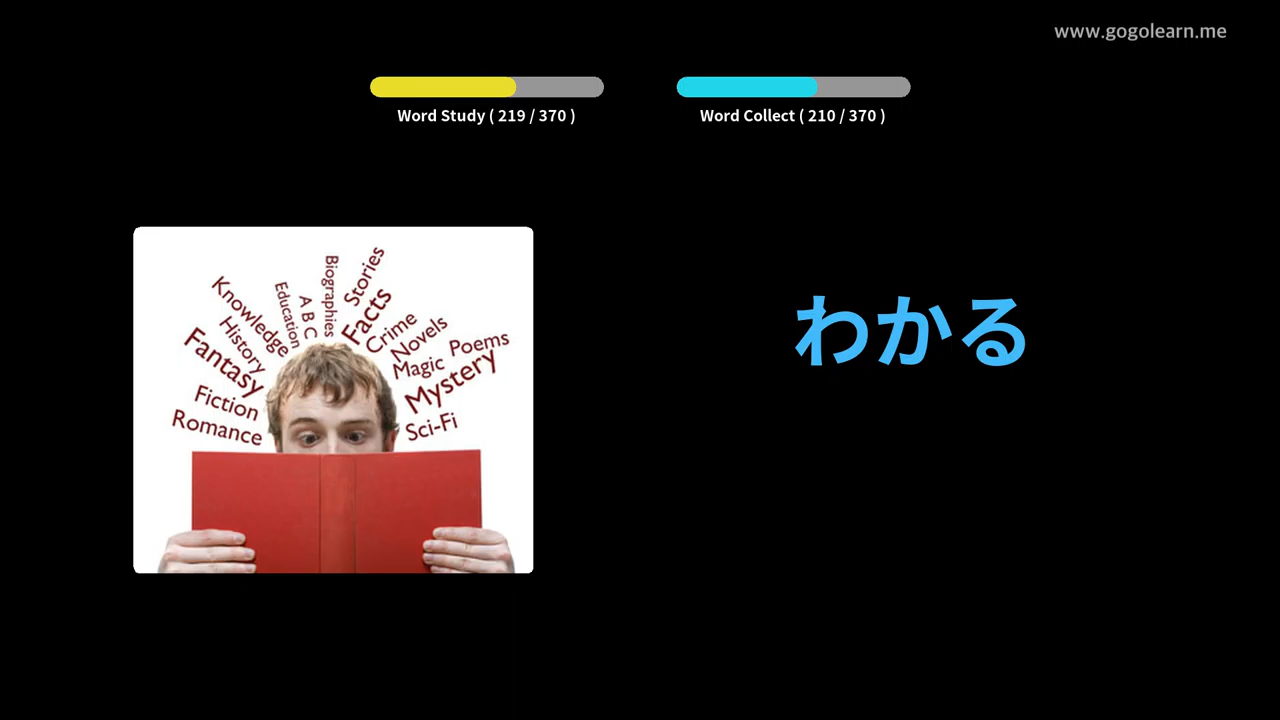 www.gogolearn.me
Word Study ( 219 / 370 )
Word Collect ( 210 / 370 )
わかる
Knowledge
Education
A B C
Biographies
Stories
Facts
History
Crime
Novels
Fantasy
Magic
Poems
Mystery
Fiction
Romance
Sci-Fi